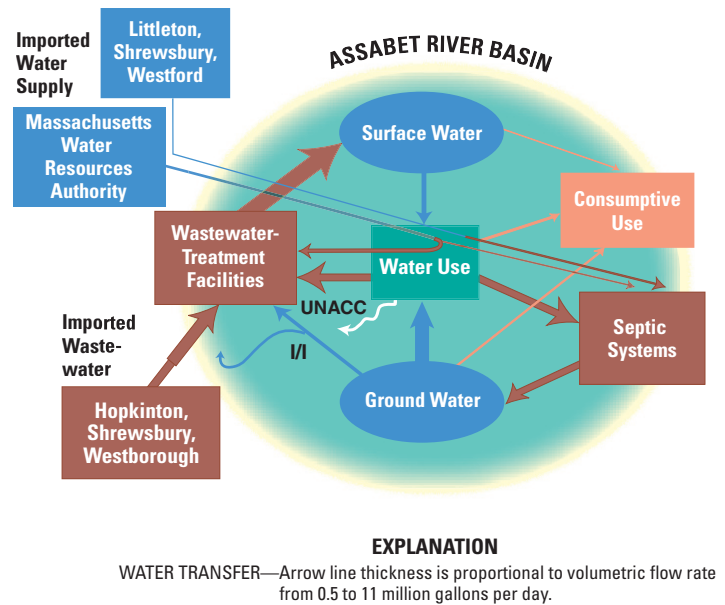 Imported
Water
Supply
Littleton,
Shrewsbury,
Westford
Massachusetts
Water
Resources
Authority
ASSABET RIVER BASIN
Surface Water
Consumptive
Use
Wastewater-
Treatment
Facilities
Water Use
UNACC
I/I
Septic
Systems
Imported
Waste-
water
Ground Water
Hopkinton,
Shrewsbury,
Westborough
EXPLANATION
WATER TRANSFER—Arrow line thickness is proportional to volumetric flow rate
from 0.5 to 11 million gallons per day.